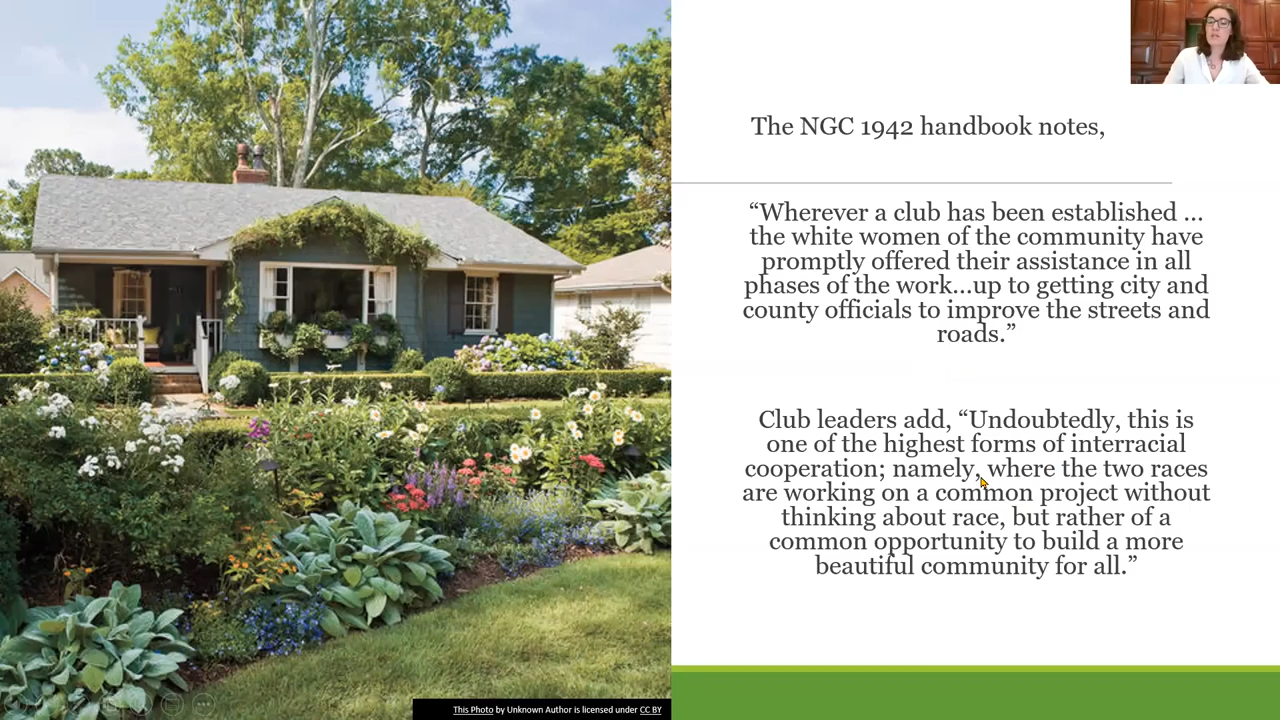 The NGC 1942 handbook notes,
“Wherever a club has been established ...
the white women of the community have
promptly offered their assistance in all
phases of the work...up to getting city and
county officials to improve the streets and
roads.”
Club leaders add, “Undoubtedly, this is
one of the highest forms of interracial
cooperation; namely, where the two races
are working on a common project without
thinking about race, but rather of a
common opportunity to build a more
beautiful community for all.”
This Photo by Unknown Author is licensed under CC BY